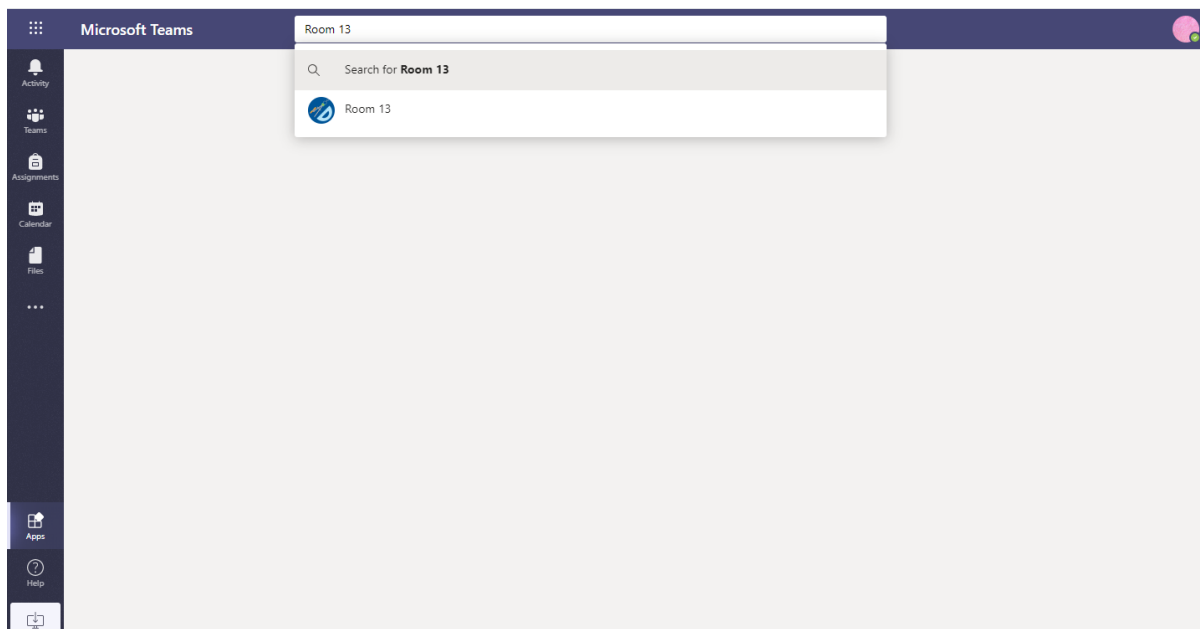 Microsoft Teams
Room 13
Search for Room 13
Room 13
Activity
Teams
Assignments
Calendar
Files
Apps
Help